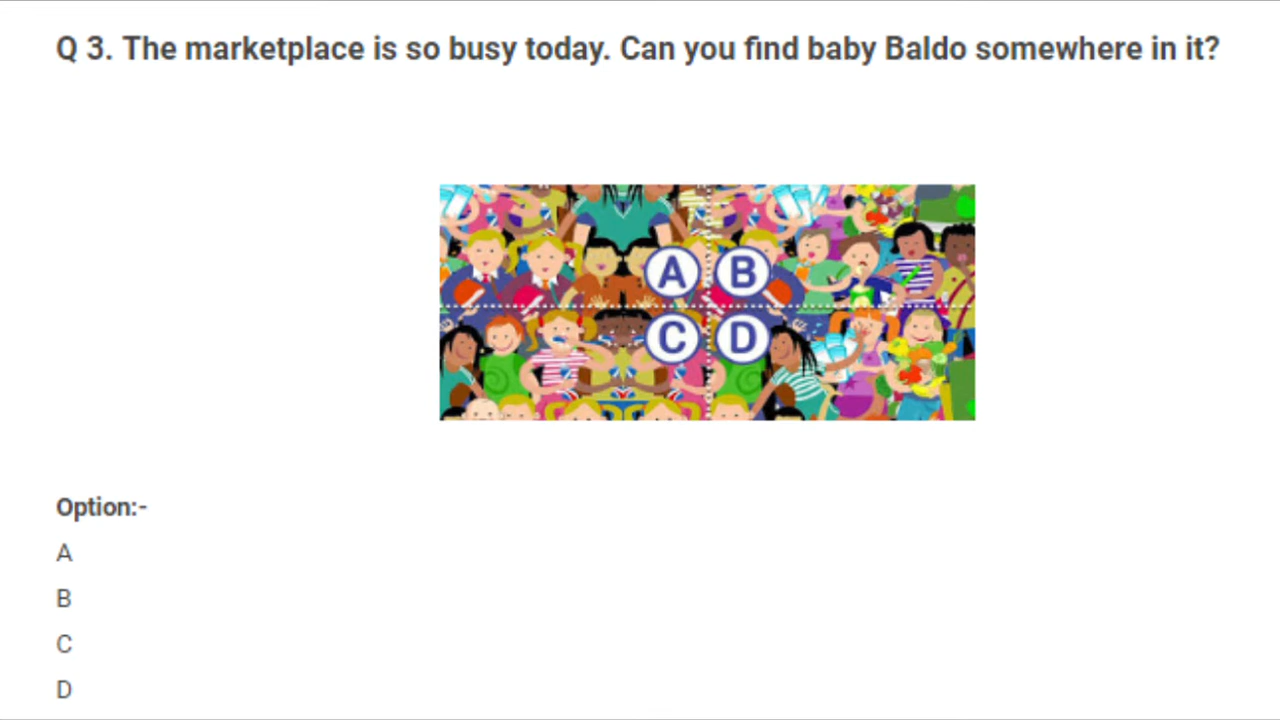 Q 3. The marketplace is so busy today. Can you find baby Baldo somewhere in it?
A B
C D
Option:-
A
B
C
D